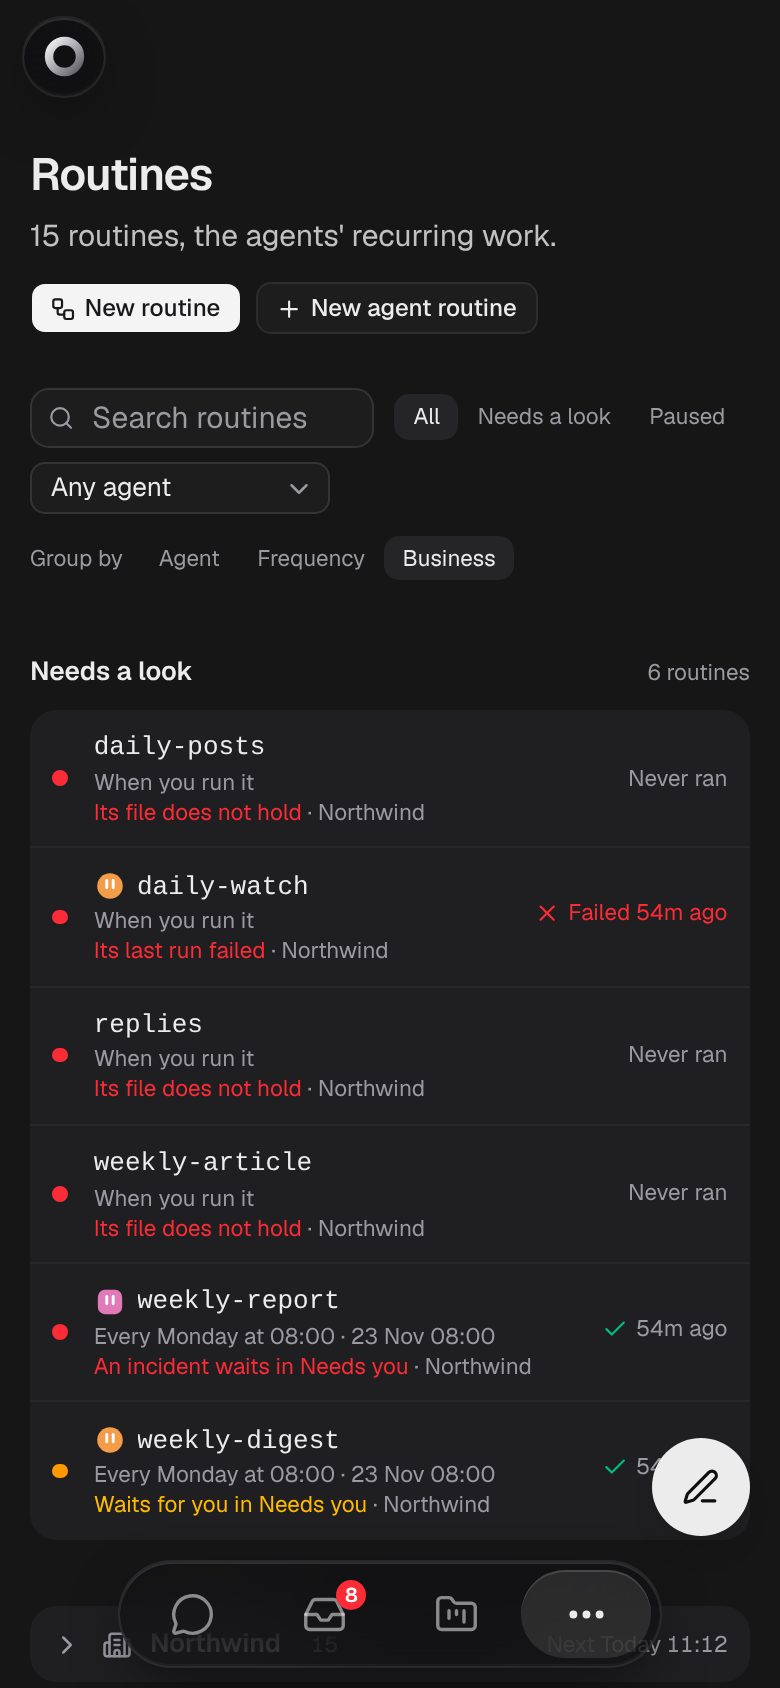 Routines
15 routines, the agents' recurring work.
New routine
New agent routine
Search routines
All
Needs a look
Paused
Any agent
Group by
Agent
Frequency
Business
Needs a look
6 routines
daily-posts
When you run it
Never ran
Its file does not hold · Northwind
daily-watch
When you run it
Failed 54m ago
Its last run failed · Northwind
replies
When you run it
Never ran
Its file does not hold · Northwind
weekly-article
When you run it
Never ran
Its file does not hold · Northwind
weekly-report
Every Monday at 08:00 · 23 Nov 08:00
54m ago
An incident waits in Needs you · Northwind
weekly-digest
Every Monday at 08:00 · 23 Nov 08:00
Waits for you in Needs you · Northwind
8
Northwind
15
Next Today 11:12